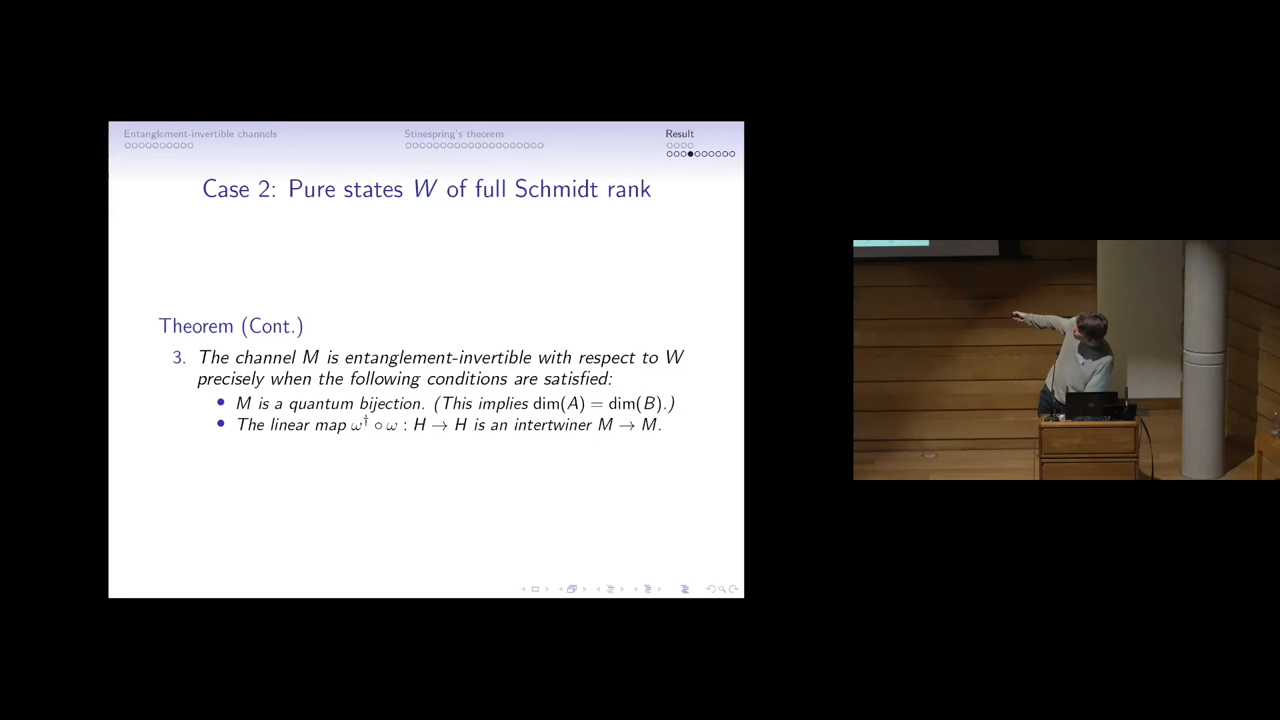 Entanglement-invertible channels
Stinespring's theorem
Result
Case 2: Pure states W of full Schmidt rank
Theorem (Cont.)
3. The channel M is entanglement-invertible with respect to W
precisely when the following conditions are satisfied:
• M is a quantum bijection. (This implies dim(A) = dim(B).)
• The linear map ω† ∘ ω : H → H is an intertwiner M → M.